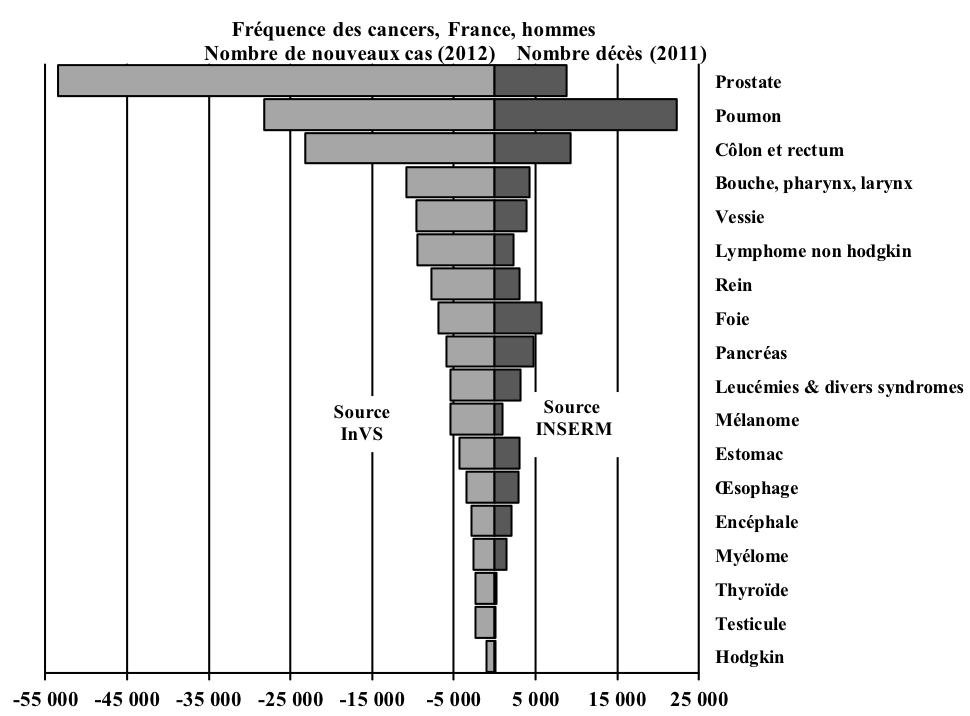 Fréquence des cancers, France, hommes
Nombre de nouveaux cas (2012) Nombre décès (2011)
Prostate
Poumon
Côlon et rectum
Bouche, pharynx, larynx
Vessie
Lymphome non hodgkin
Rein
Foie
Pancréas
Leucémies & divers syndromes
Mélanome
Estomac
Œsophage
Encéphale
Myélome
Thyroïde
Testicule
Hodgkin
Source
InVS
Source
INSERM
-55 000 -45 000 -35 000 -25 000 -15 000 -5 000 5 000 15 000 25 000